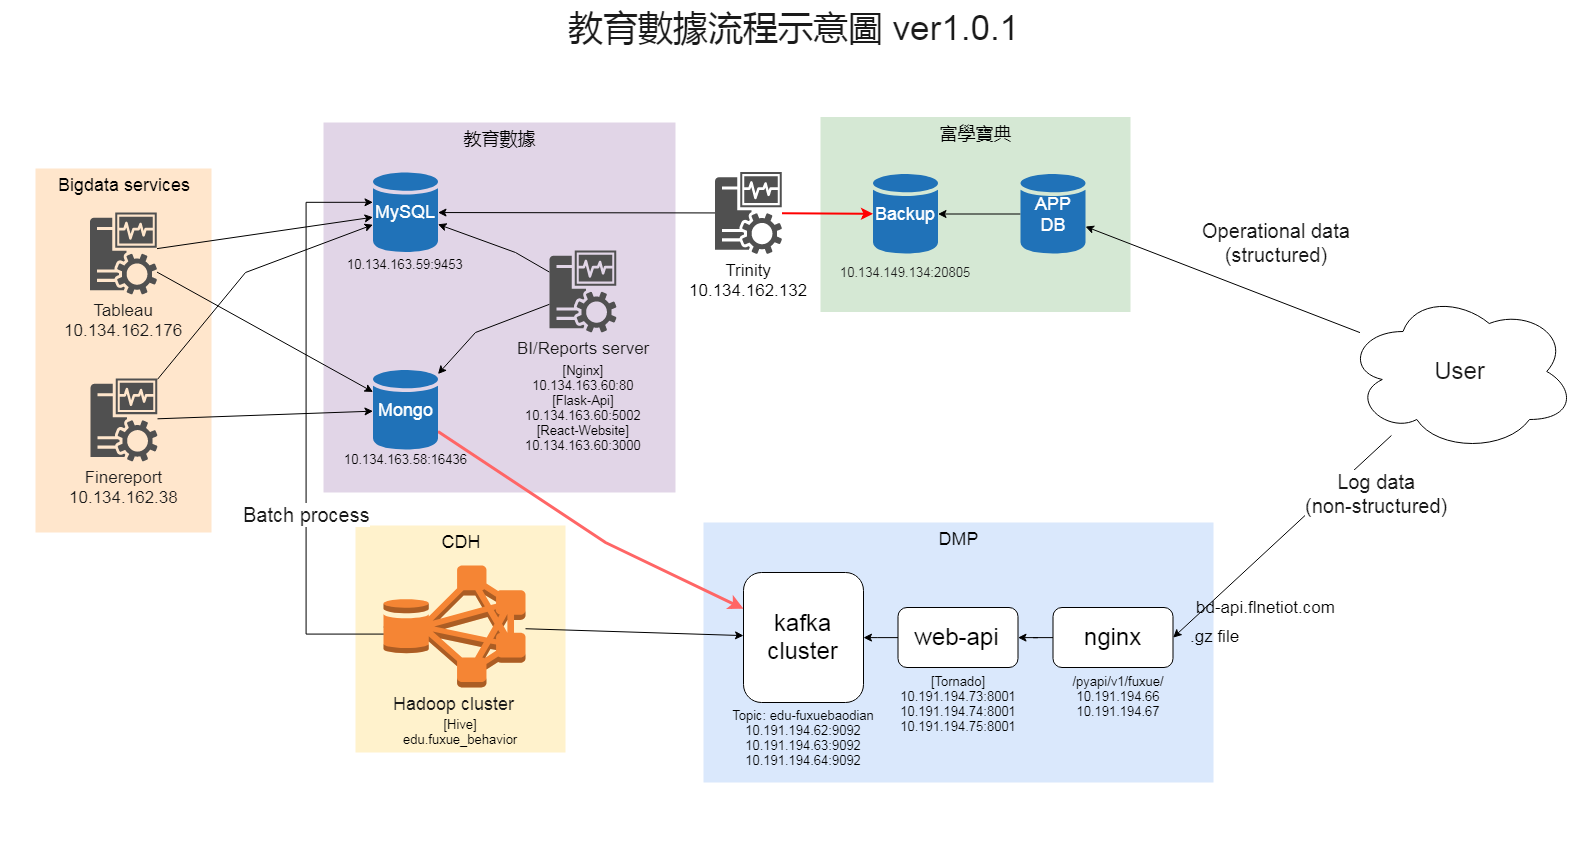 教育數據流程示意圖 ver1.0.1
Bigdata services
Tableau
10.134.162.176
Finereport
10.134.162.38
教育數據
MySQL
10.134.163.59:9453
BI/Reports server
[Nginx]
10.134.163.60:80
[Flask-Api]
10.134.163.60:5002
[React-Website]
10.134.163.60:3000
Mongo
10.134.163.58:16436
Trinity
10.134.162.132
富學寶典
Backup
10.134.149.134:20805
APP
DB
Operational data
(structured)
User
Log data
(non-structured)
Batch process
CDH
Hadoop cluster
[Hive]
edu.fuxue_behavior
DMP
kafka
cluster
Topic: edu-fuxuebaodian
10.191.194.62:9092
10.191.194.63:9092
10.191.194.64:9092
web-api
[Tornado]
10.191.194.73:8001
10.191.194.74:8001
10.191.194.75:8001
nginx
/pyapi/v1/fuxue/
10.191.194.66
10.191.194.67
bd-api.flnetiot.com
.gz file